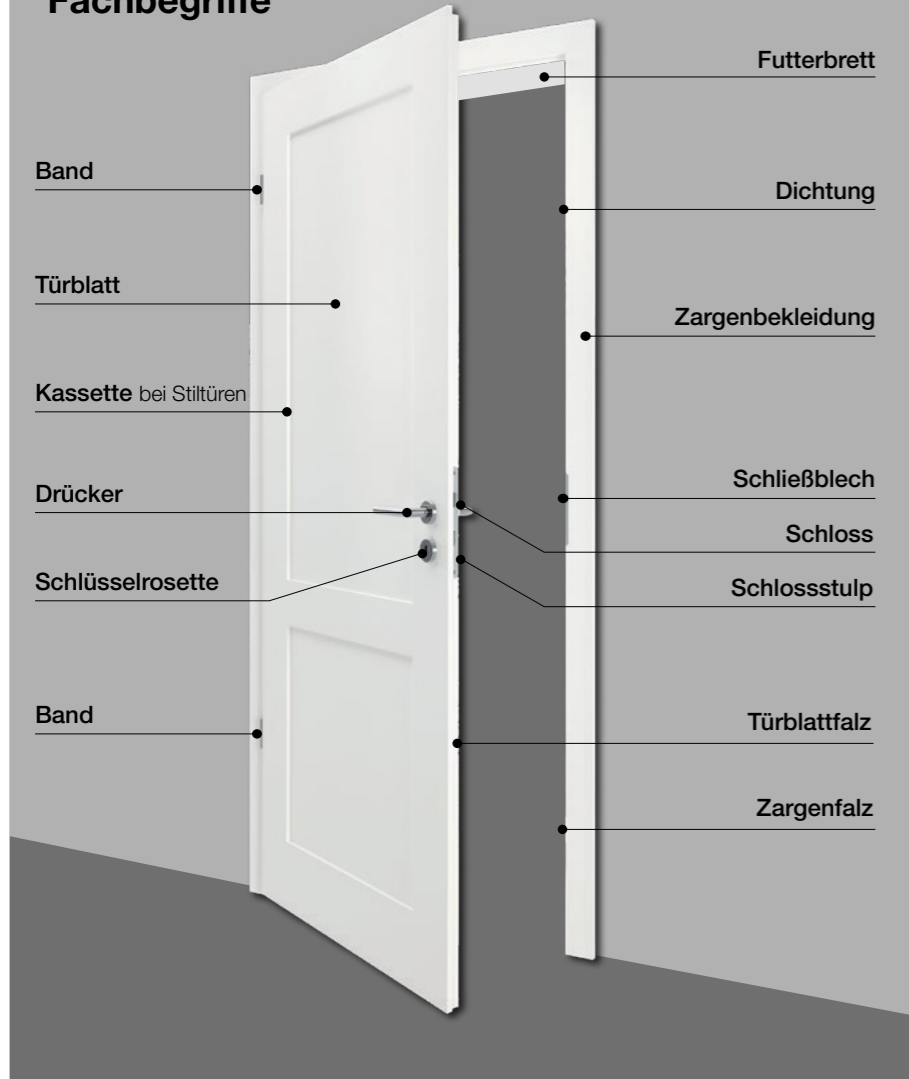 Fachbegriffe
Futterbrett
Band
Dichtung
Türblatt
Zargenbekleidung
Kassette bei Stiltüren
Schließblech
Drücker
Schloss
Schlüsselrosette
Schlossstulp
Band
Türblattfalz
Zargenfalz